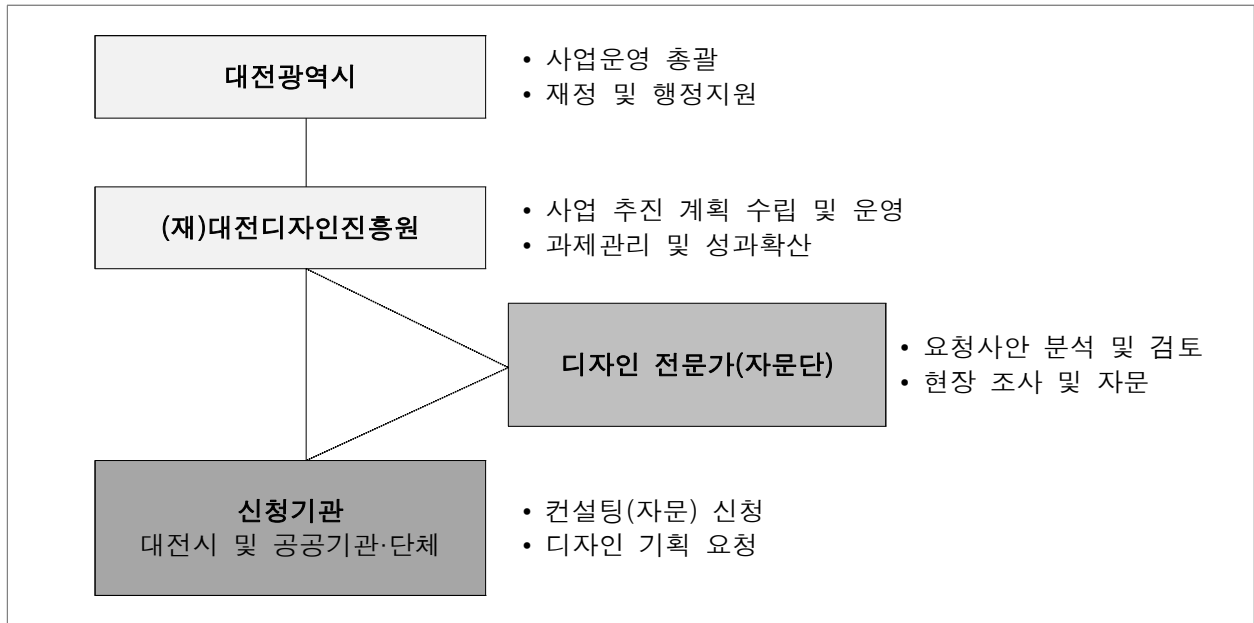 대전광역시
• 사업운영 총괄
• 재정 및 행정지원
(재)대전디자인진흥원
• 사업 추진 계획 수립 및 운영
• 과제관리 및 성과확산
디자인 전문가(자문단)
• 요청사안 분석 및 검토
• 현장 조사 및 자문
신청기관
대전시 및 공공기관·단체
• 컨설팅(자문) 신청
• 디자인 기획 요청